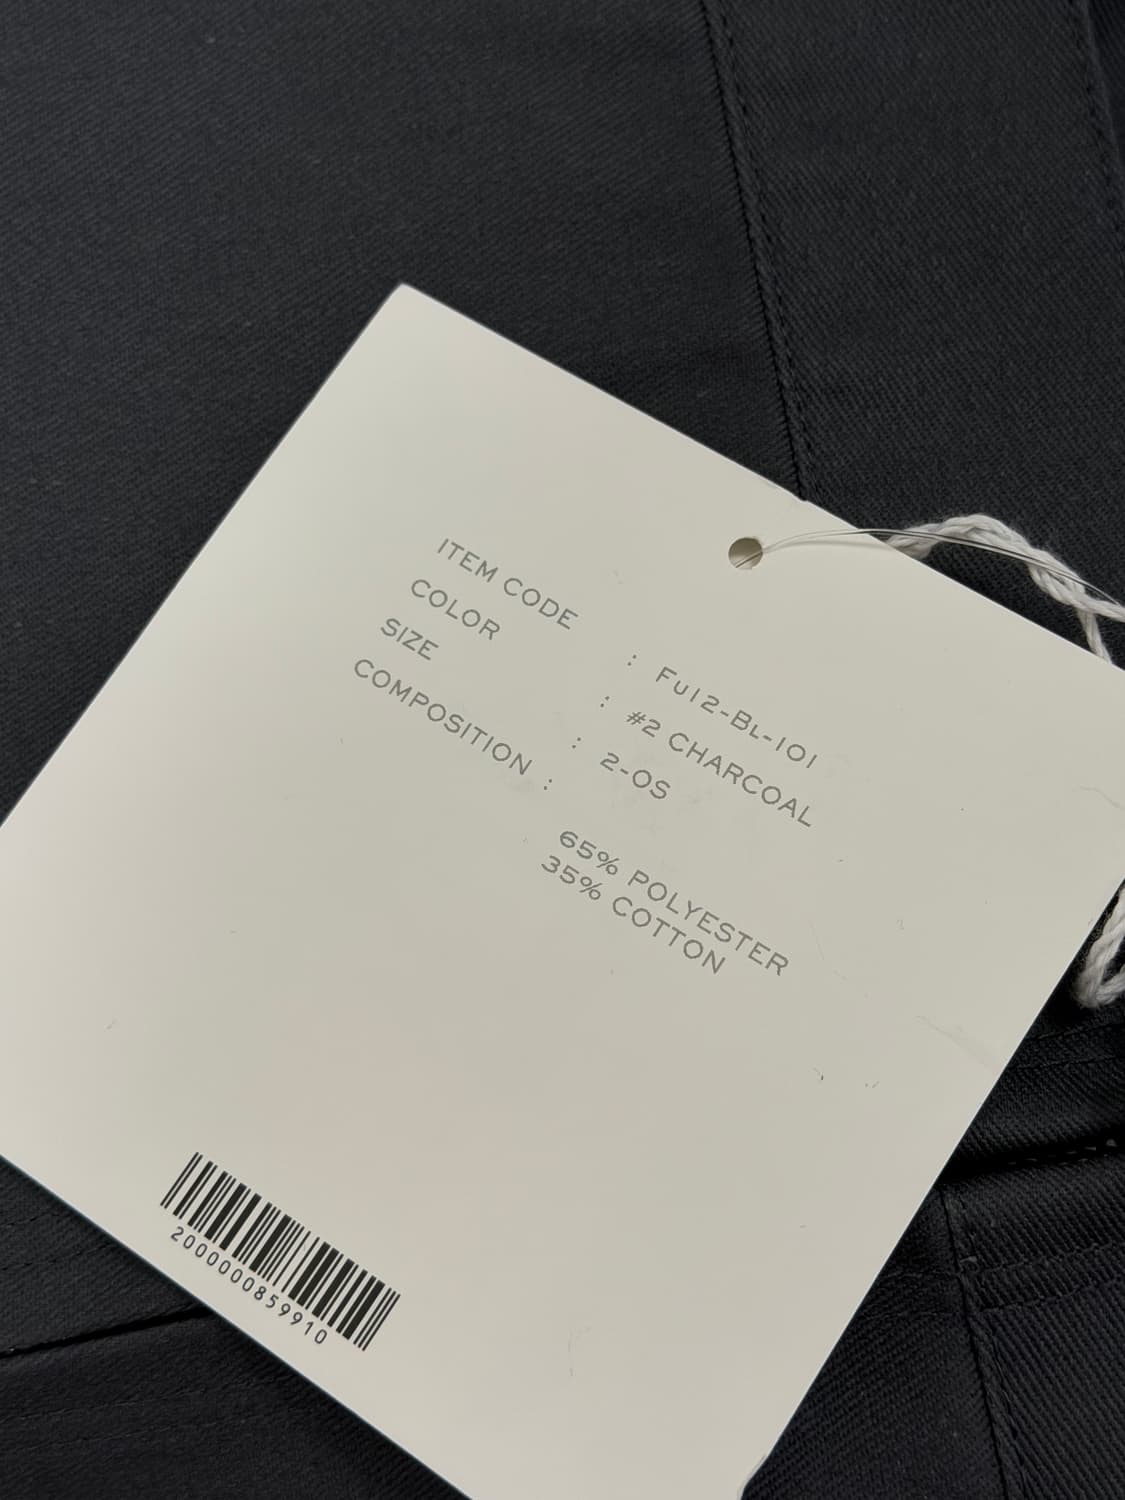 ITEM CODE : FU12-BL-101
COLOR : #2 CHARCOAL
SIZE : 2-OS
COMPOSITION :
65% POLYESTER
35% COTTON
2000000859910